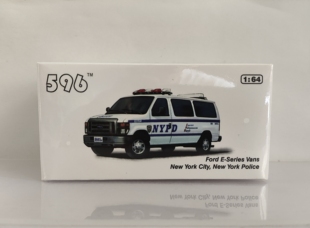 596™
1:64
NYPD
Ford E-Series Vans
New York City, New York Police